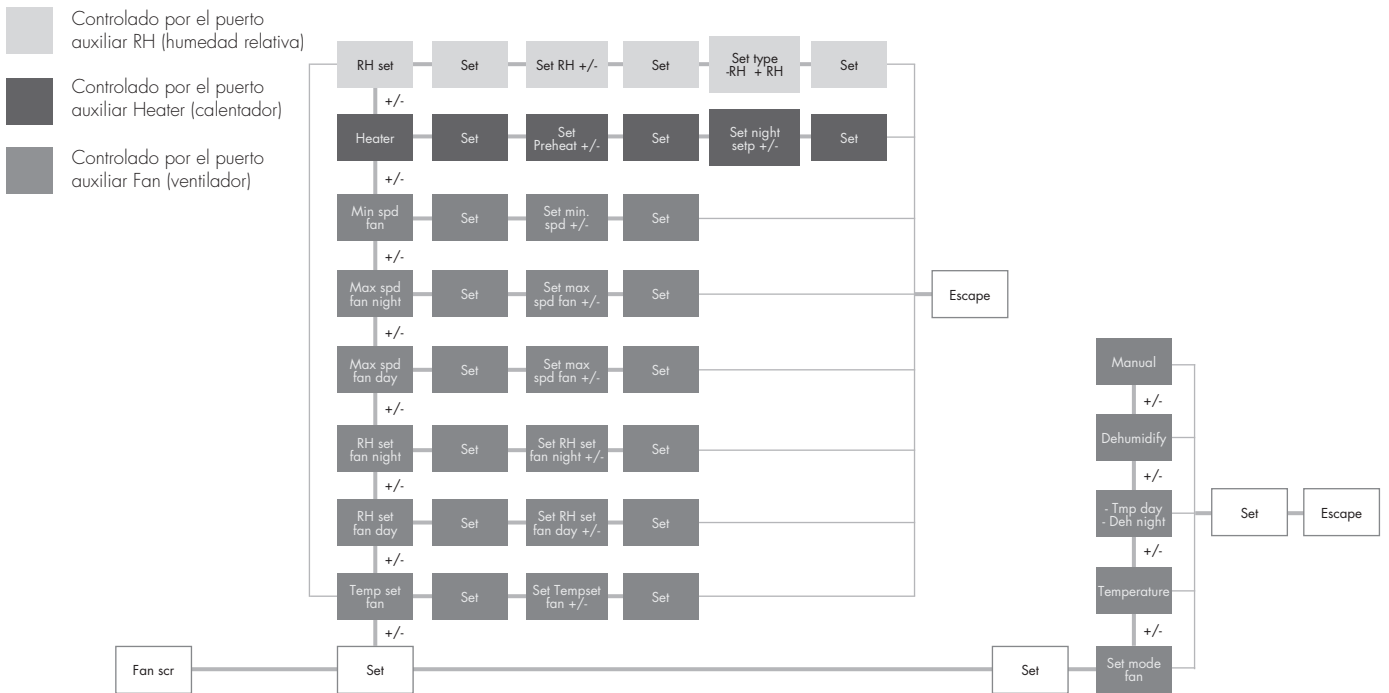 Controlado por el puerto
auxiliar RH (humedad relativa)
Controlado por el puerto
auxiliar Heater (calentador)
Controlado por el puerto
auxiliar Fan (ventilador)
RH set
Set
Set RH +/-
Set
Set type
-RH + RH
Set
+/-
Heater
Set
Set
Preheat +/-
Set
Set night
setp +/-
Set
+/-
Min spd
fan
Set
Set min.
spd +/-
Set
+/-
Max spd
fan night
Set
Set max
spd fan +/-
Set
Escape
+/-
Max spd
fan day
Set
Set max
spd fan +/-
Set
+/-
RH set
fan night
Set
Set RH set
fan night +/-
Set
+/-
RH set
fan day
Set
Set RH set
fan day +/-
Set
+/-
Temp set
fan
Set
Set Tempset
fan +/-
Set
+/-
Fan scr
Set
Set
Manual
+/-
Dehumidify
+/-
- Tmp day
- Deh night
+/-
Temperature
+/-
Set mode
fan
Set
Escape